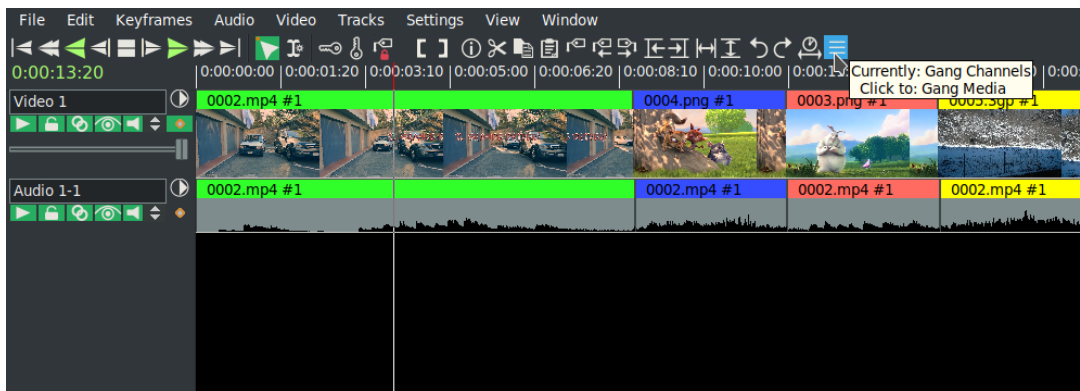 File Edit Keyframes Audio Video Tracks Settings View Window
0:00:13:20
0:00:00:00 0:00:01:20 0:00:03:10 0:00:05:00 0:00:06:20 0:00:08:10 0:00:10:00
Currently: Gang Channels
Click to: Gang Media
Video 1
0002.mp4 #1 0004.png #1 0003.png #1 0005.3gp #1
Audio 1-1
0002.mp4 #1 0002.mp4 #1 0002.mp4 #1 0002.mp4 #1